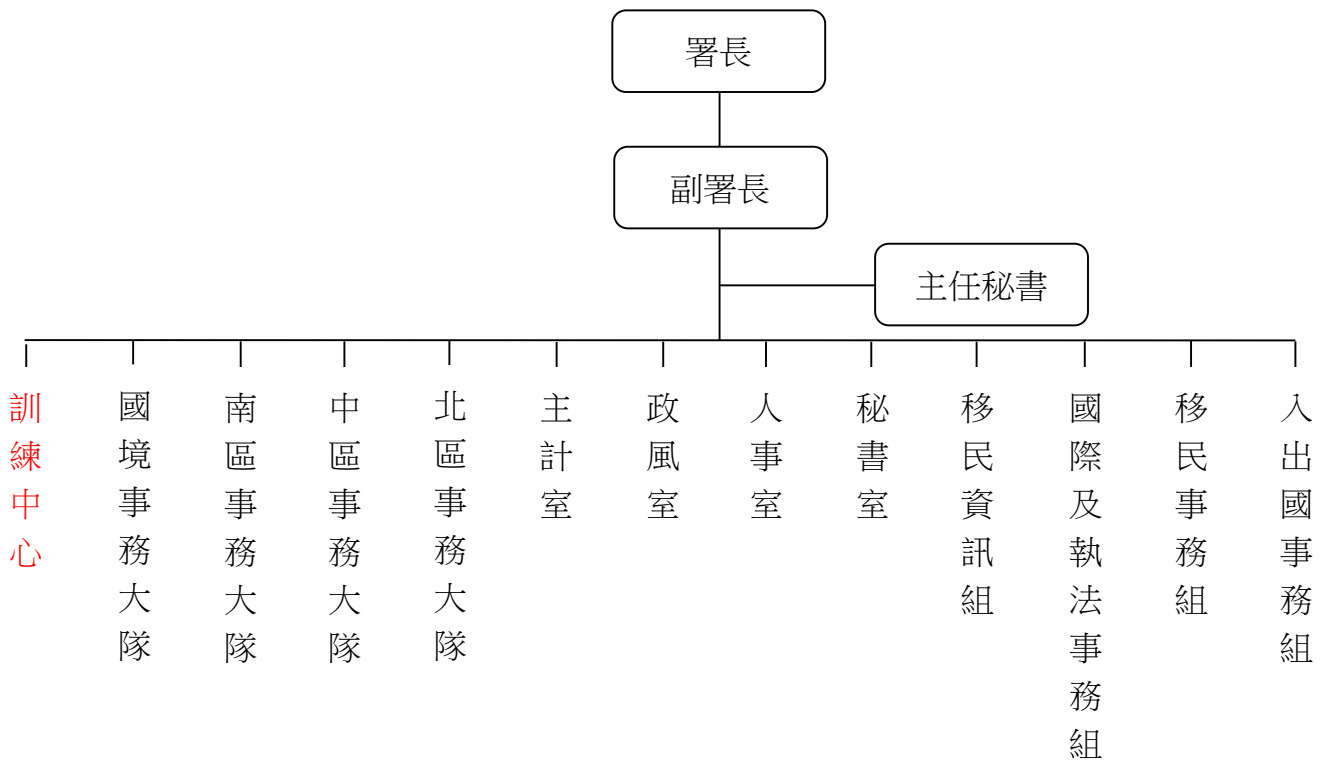 署長
副署長
主任秘書
訓練中心
國境事務大隊
南區事務大隊
中區事務大隊
北區事務大隊
主計室
政風室
人事室
秘書室
移民資訊組
國際及執法事務組
移民事務組
入出國事務組